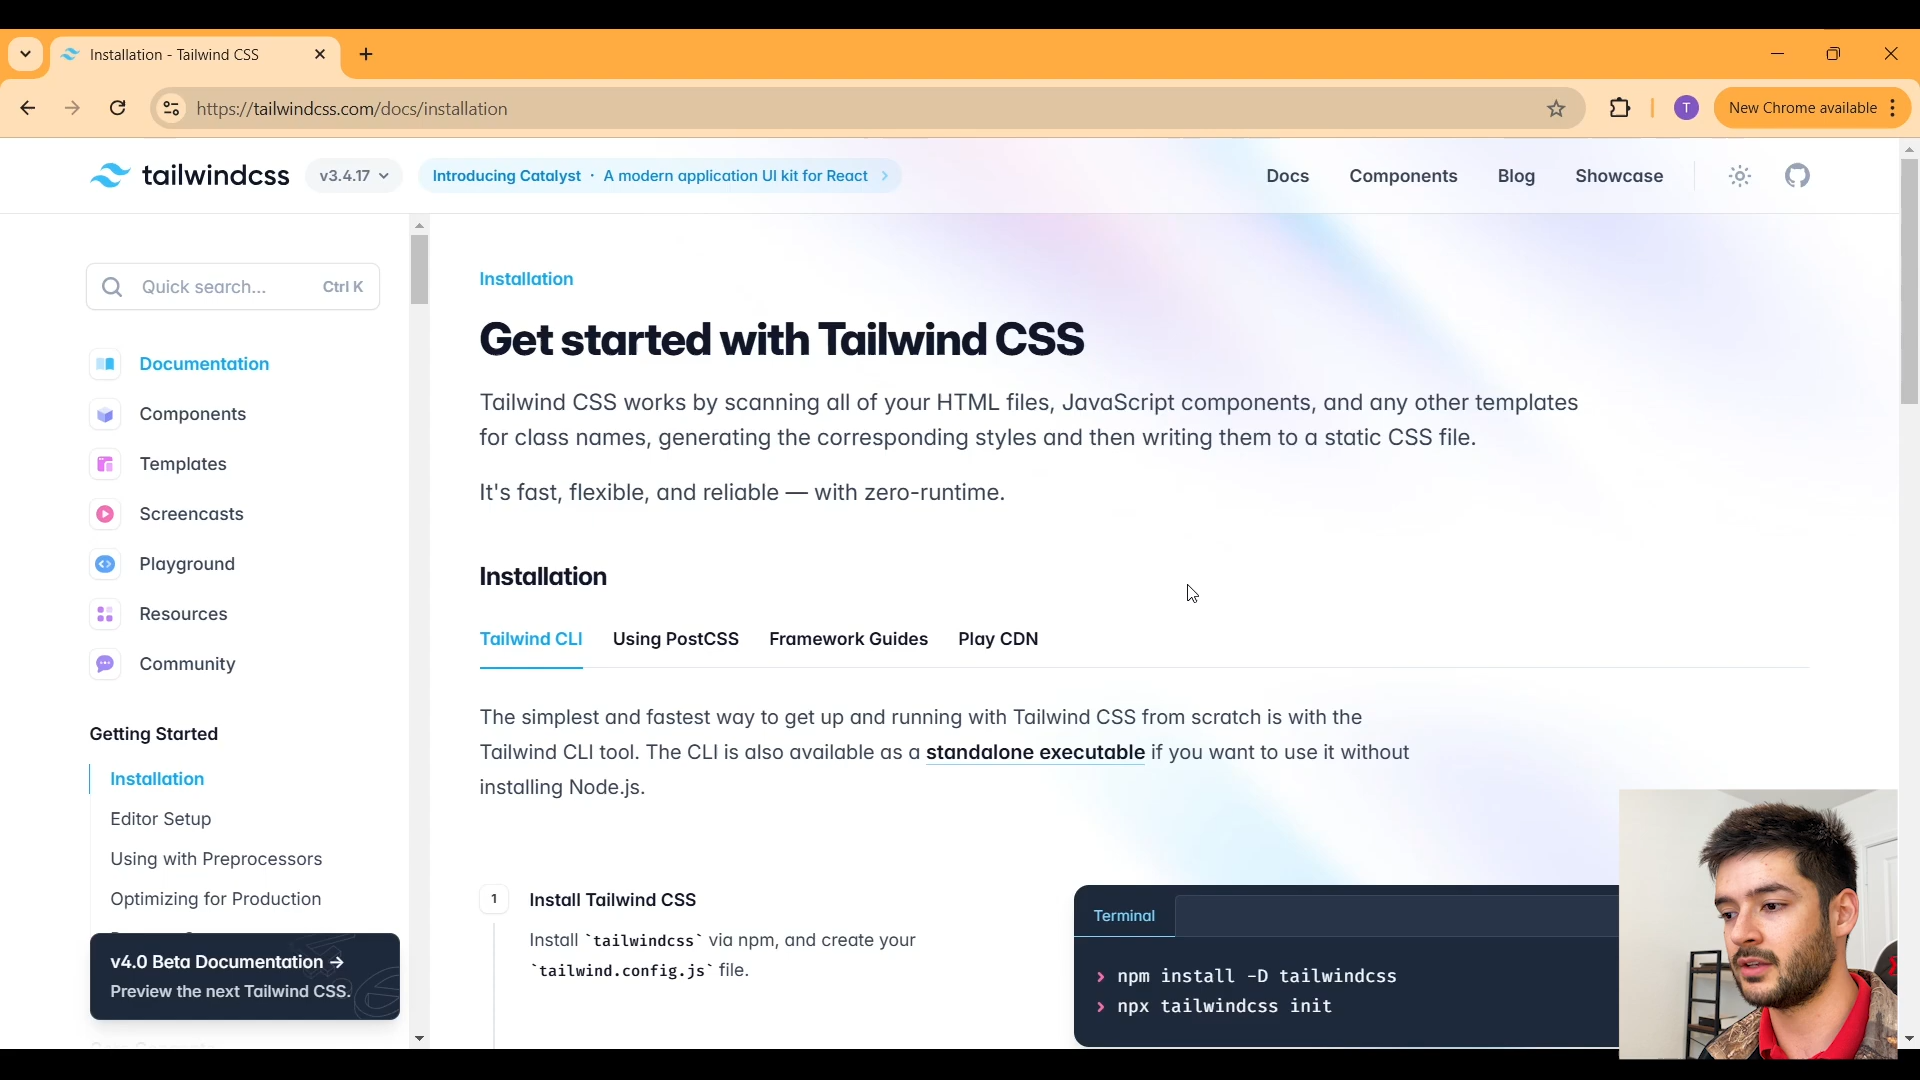 Installation - Tailwind CSS
https://tailwindcss.com/docs/installation
T
New Chrome available
tailwindcss
v3.4.17
Introducing Catalyst · A modern application UI kit for React
Docs
Components
Blog
Showcase
Quick search...
Ctrl K
Documentation
Components
Templates
Screencasts
Playground
Resources
Community
Getting Started
Installation
Editor Setup
Using with Preprocessors
Optimizing for Production
v4.0 Beta Documentation →
Preview the next Tailwind CSS.
Installation
Get started with Tailwind CSS
Tailwind CSS works by scanning all of your HTML files, JavaScript components, and any other templates
for class names, generating the corresponding styles and then writing them to a static CSS file.
It's fast, flexible, and reliable — with zero-runtime.
Installation
Tailwind CLI
Using PostCSS
Framework Guides
Play CDN
The simplest and fastest way to get up and running with Tailwind CSS from scratch is with the
Tailwind CLI tool. The CLI is also available as a standalone executable if you want to use it without
installing Node.js.
1
Install Tailwind CSS
Install `tailwindcss` via npm, and create your
`tailwind.config.js` file.
Terminal
› npm install -D tailwindcss
› npx tailwindcss init